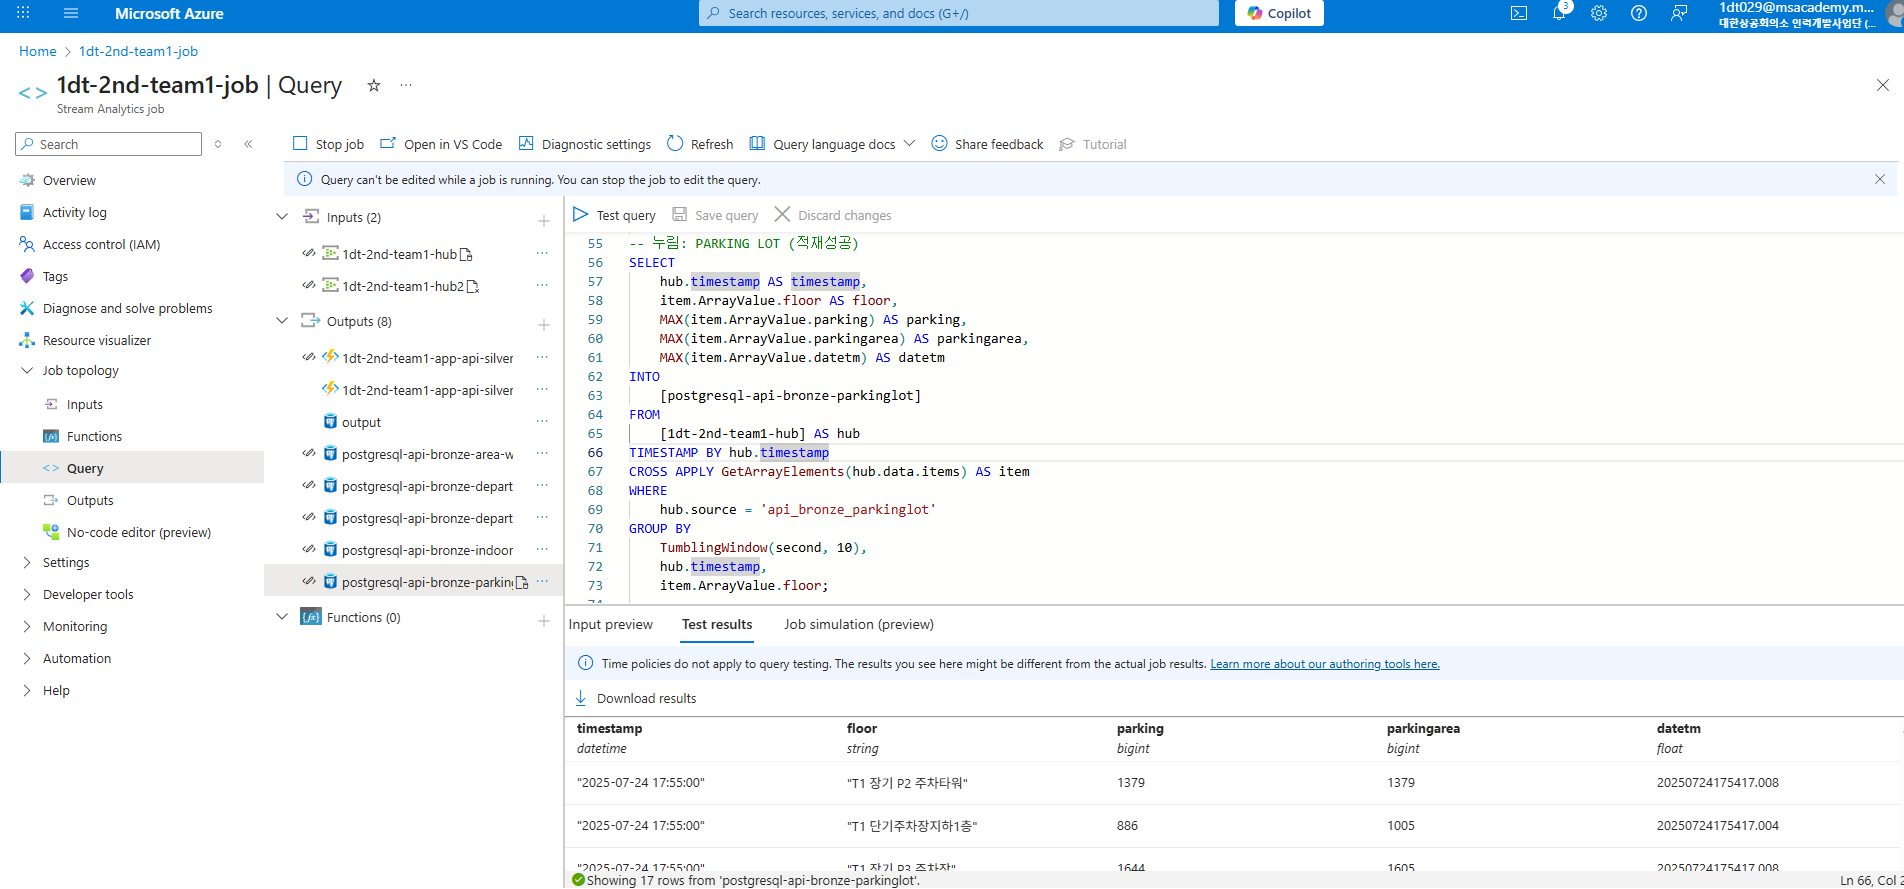 Microsoft Azure
Search resources, services, and docs (G+/)
Copilot
3
1dt029@msacademy.m...
대한상공회의소 인력개발사업단 (...
Home > 1dt-2nd-team1-job
1dt-2nd-team1-job | Query
Stream Analytics job
Search
Overview
Activity log
Access control (IAM)
Tags
Diagnose and solve problems
Resource visualizer
Job topology
Inputs
Functions
Query
Outputs
No-code editor (preview)
Settings
Developer tools
Monitoring
Automation
Help
Stop job
Open in VS Code
Diagnostic settings
Refresh
Query language docs
Share feedback
Tutorial
Query can't be edited while a job is running. You can stop the job to edit the query.
Inputs (2)
1dt-2nd-team1-hub
1dt-2nd-team1-hub2
Outputs (8)
1dt-2nd-team1-app-api-silver
1dt-2nd-team1-app-api-silver
output
postgresql-api-bronze-area-w
postgresql-api-bronze-depart
postgresql-api-bronze-depart
postgresql-api-bronze-indoor
postgresql-api-bronze-parking
Functions (0)
Test query
Save query
Discard changes
55 -- 누림: PARKING LOT (적재성공)
56 SELECT
57 hub.timestamp AS timestamp,
58 item.ArrayValue.floor AS floor,
59 MAX(item.ArrayValue.parking) AS parking,
60 MAX(item.ArrayValue.parkingarea) AS parkingarea,
61 MAX(item.ArrayValue.datetm) AS datetm
62 INTO
63 [postgresql-api-bronze-parkinglot]
64 FROM
65 [1dt-2nd-team1-hub] AS hub
66 TIMESTAMP BY hub.timestamp
67 CROSS APPLY GetArrayElements(hub.data.items) AS item
68 WHERE
69 hub.source = 'api_bronze_parkinglot'
70 GROUP BY
71 TumblingWindow(second, 10),
72 hub.timestamp,
73 item.ArrayValue.floor;
74
Input preview
Test results
Job simulation (preview)
Time policies do not apply to query testing. The results you see here might be different from the actual job results. Learn more about our authoring tools here.
Download results
timestamp floor parking parkingarea datetm
datetime string bigint bigint float
"2025-07-24 17:55:00" "T1 장기 P2 주차타워" 1379 1379 20250724175417.008
"2025-07-24 17:55:00" "T1 단기주차장지하1층" 886 1005 20250724175417.004
"2025-07-24 17:55:00" "T1 장기 P3 주차장" 1644 1605 20250724175417.008
Showing 17 rows from 'postgresql-api-bronze-parkinglot'.
Ln 66, Col 2